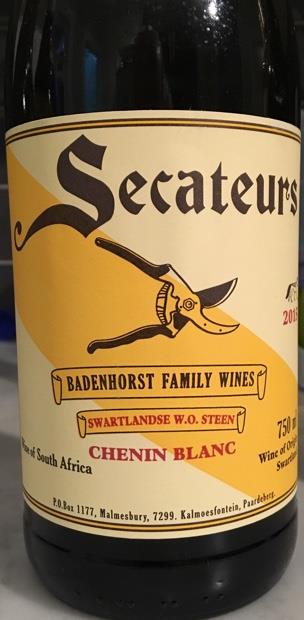 Secateurs
BADENHORST FAMILY WINES
SWARTLANDSE W.O. STEEN
CHENIN BLANC
of South Africa
750
Wine of
P.O.Box 1177, Malmesbury, 7299. Kalmoesfontein, Paardeberg.